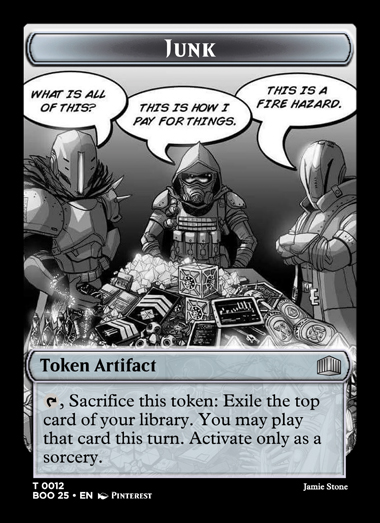 JUNK
WHAT IS ALL
OF THIS?
THIS IS HOW I
PAY FOR THINGS.
THIS IS A
FIRE HAZARD.
Token Artifact
, Sacrifice this token: Exile the top
card of your library. You may play
that card this turn. Activate only as a
sorcery.
T 0012
BOO 25 • EN PINTEREST
Jamie Stone